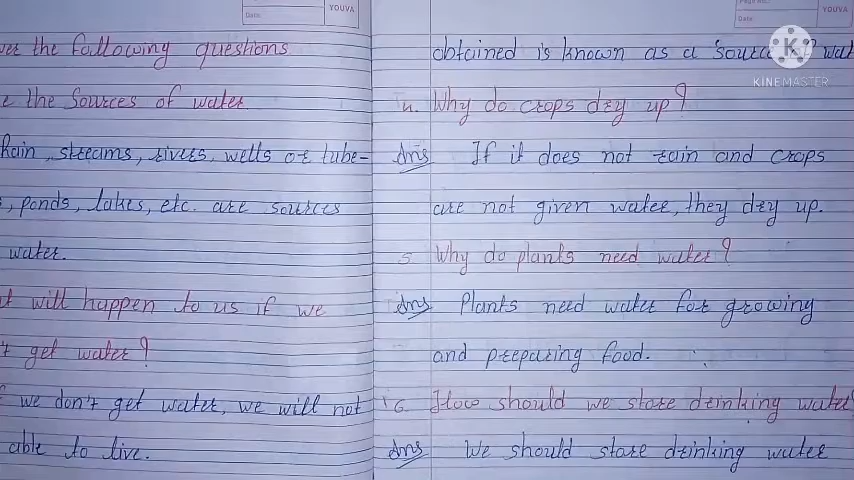 YOUVA
Date:
the following questions
the Sources of water
Rain, streams, rivers, wells or tube-
, ponds, lakes, etc. are sources
water.
will happen to us if we
't get water?
we don't get water, we will not
able to live.
Page No.:
YOUVA
Date:
K
KINEMASTER
obtained is known as a 'source of wat
4. Why do crops dry up?
Ans If it does not rain and crops
are not given water, they dry up.
5 Why do plants need water?
Ans Plants need water for growing
and preparing food.
6. How should we store drinking water
Ans We should store drinking water